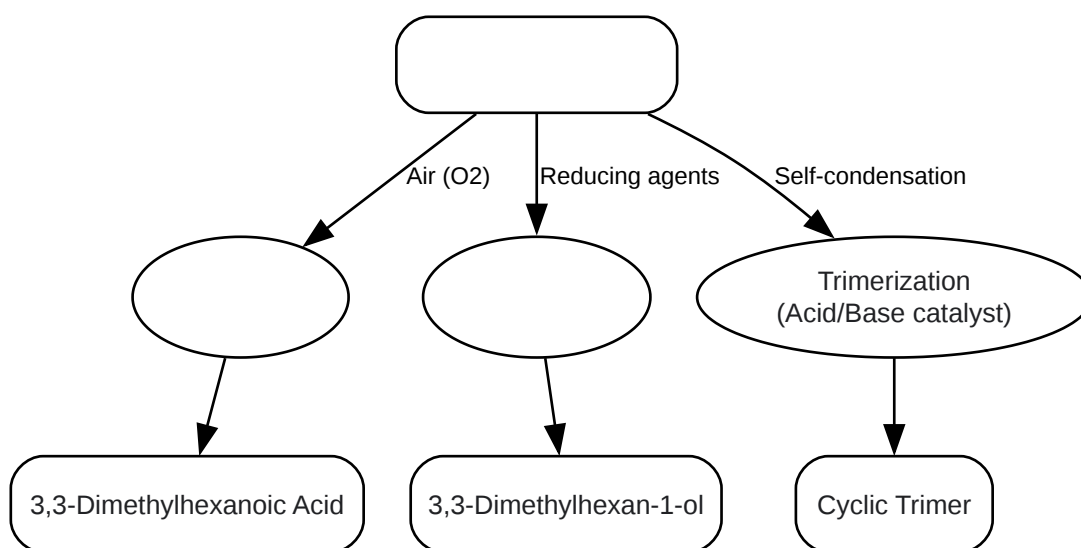 Air (O2)
Reducing agents
Self-condensation
Trimerization
(Acid/Base catalyst)
3,3-Dimethylhexanoic Acid
3,3-Dimethylhexan-1-ol
Cyclic Trimer